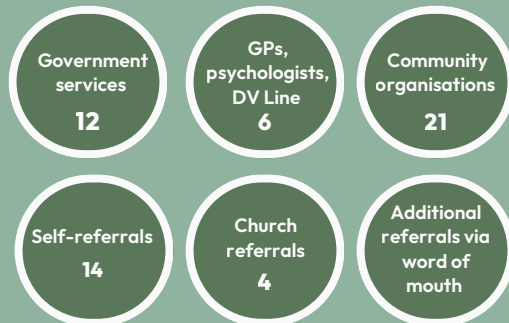 Government
services
12
GPs,
psychologists,
DV Line
6
Community
organisations
21
Self-referrals
14
Church
referrals
4
Additional
referrals via
word of
mouth